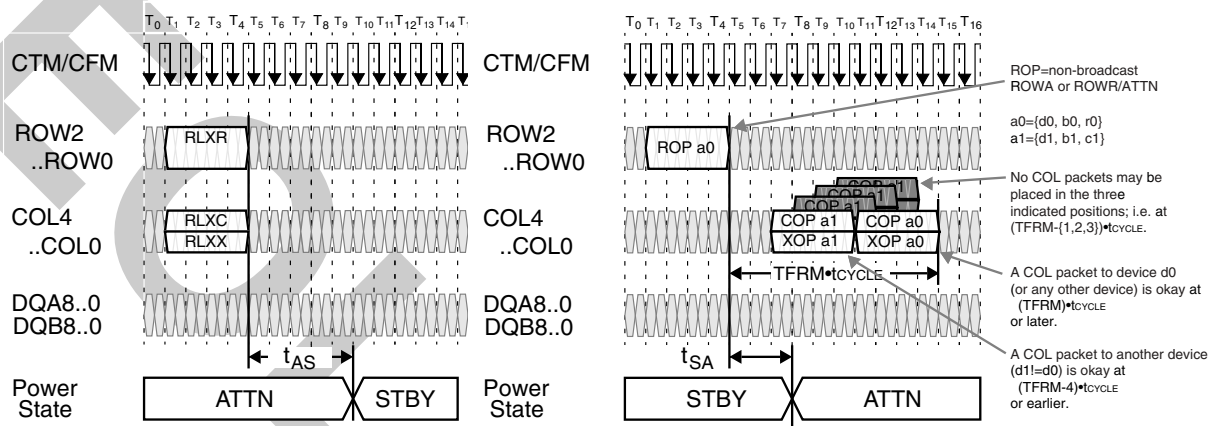 T0 T1 T2 T3 T4 T5 T6 T7 T8 T9 T10 T11 T12 T13 T14
CTM/CFM
ROW2
..ROW0
RLXR
COL4
..COL0
RLXC
RLXX
DQA8..0
DQB8..0
tAS
Power
State
ATTN
STBY
T0 T1 T2 T3 T4 T5 T6 T7 T8 T9 T10 T11 T12 T13 T14 T15 T16
CTM/CFM
ROW2
..ROW0
ROP a0
COL4
..COL0
COP a1
COP a1
COP a1
COP a1
XOP a1
COP a0
XOP a0
TFRM•tCYCLE
DQA8..0
DQB8..0
tSA
Power
State
STBY
ATTN
ROP=non-broadcast
ROWA or ROWR/ATTN
a0={d0, b0, r0}
a1={d1, b1, c1}
No COL packets may be
placed in the three
indicated positions; i.e. at
(TFRM-{1,2,3})•tCYCLE.
A COL packet to device d0
(or any other device) is okay at
(TFRM)•tCYCLE
or later.
A COL packet to another device
(d1!=d0) is okay at
(TFRM-4)•tCYCLE
or earlier.